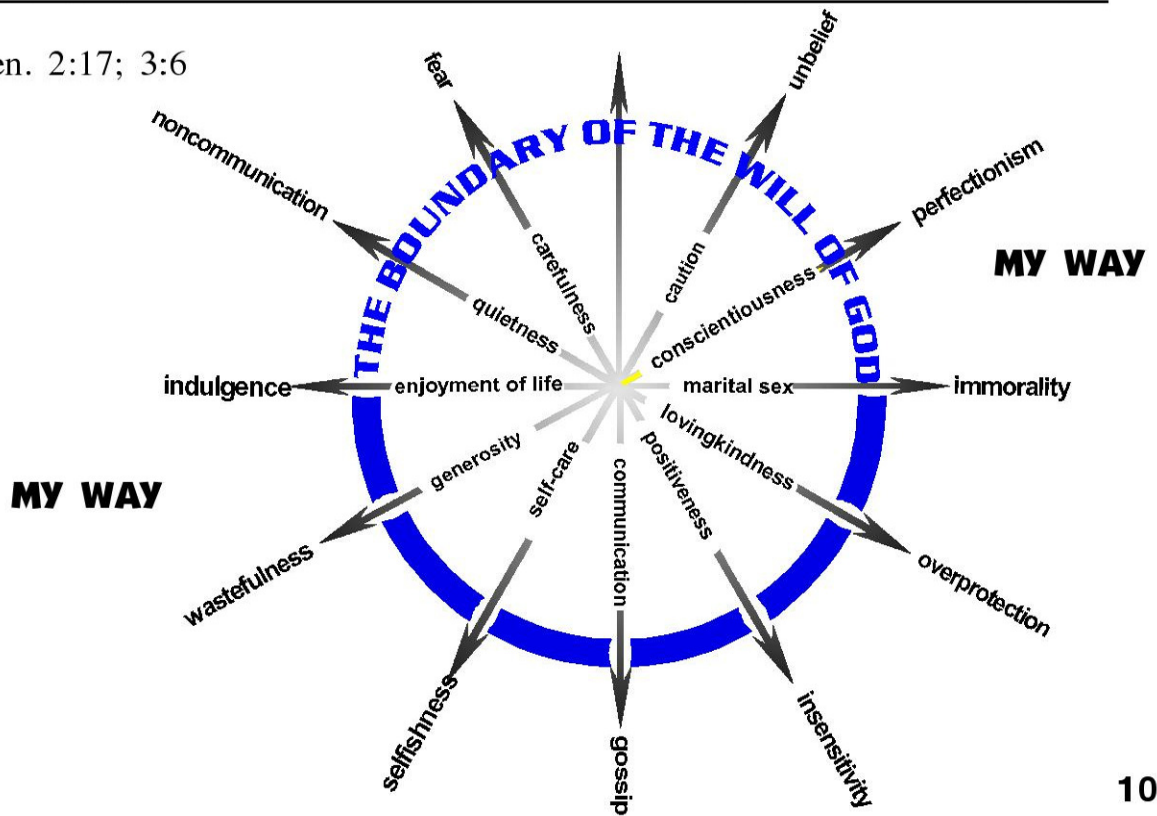 en. 2:17; 3:6
THE BOUNDARY OF THE WILL OF GOD
MY WAY
MY WAY
fear
carefulness
unbelief
caution
perfectionism
conscientiousness
immorality
marital sex
overprotection
lovingkindness
insensitivity
positiveness
gossip
communication
selfishness
self-care
wastefulness
generosity
indulgence
enjoyment of life
noncommunication
quietness
10